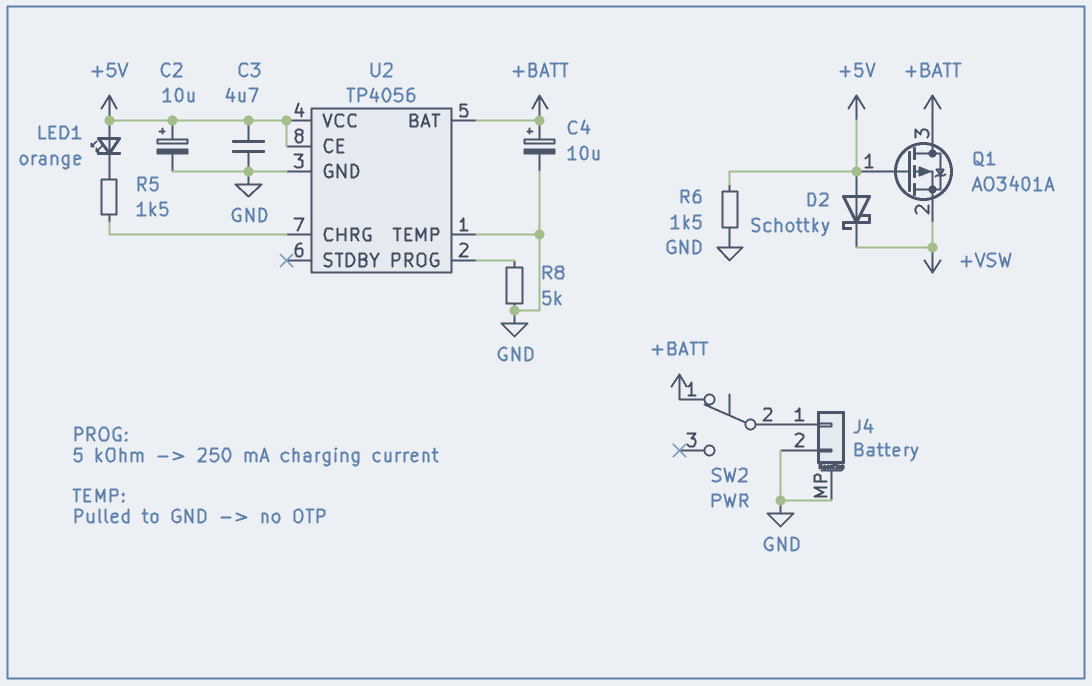 +5V
C2
10u
C3
4u7
U2
TP4056
+BATT
LED1
orange
R5
1k5
GND
4
VCC
8
CE
3
GND
7
CHRG
6
STDBY
BAT
5
TEMP
1
PROG
2
C4
10u
R8
5k
GND
+5V
+BATT
3
1
2
Q1
AO3401A
R6
1k5
GND
D2
Schottky
+VSW
+BATT
1
2
3
SW2
PWR
1
2
MP
J4
Battery
GND
PROG:
5 kOhm -> 250 mA charging current
TEMP:
Pulled to GND -> no OTP